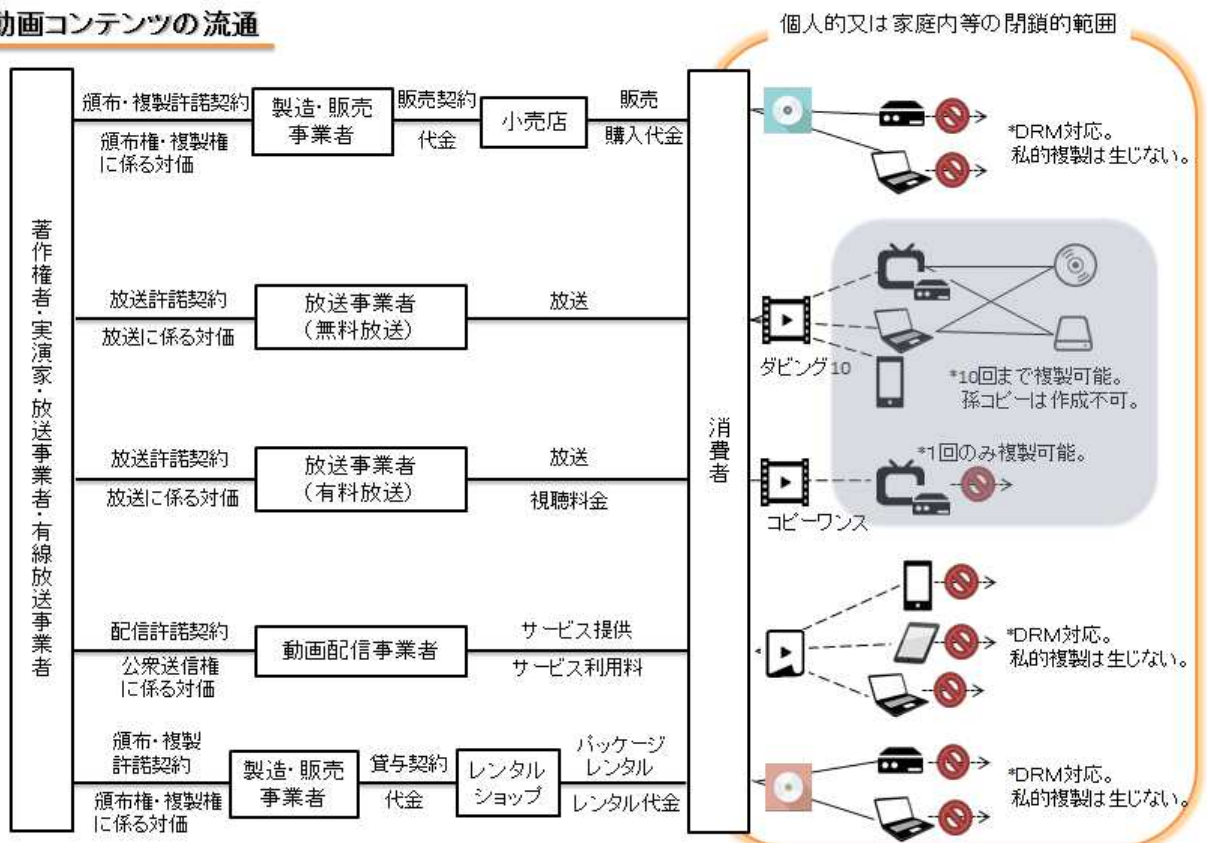 動画コンテンツの流通
個人的又は家庭内等の閉鎖的範囲
著作権者・実演家・放送事業者・有線放送事業者
消費者
頒布・複製許諾契約
頒布権・複製権
に係る対価
製造・販売
事業者
販売契約
代金
小売店
販売
購入代金
*DRM対応。
私的複製は生じない。
放送許諾契約
放送に係る対価
放送事業者
(無料放送)
放送
ダビング10
*10回まで複製可能。
孫コピーは作成不可。
放送許諾契約
放送に係る対価
放送事業者
(有料放送)
放送
視聴料金
コピーワンス
*1回のみ複製可能。
配信許諾契約
公衆送信権
に係る対価
動画配信事業者
サービス提供
サービス利用料
*DRM対応。
私的複製は生じない。
頒布・複製
許諾契約
頒布権・複製権
に係る対価
製造・販売
事業者
貸与契約
代金
レンタル
ショップ
パッケージ
レンタル
レンタル代金
*DRM対応。
私的複製は生じない。